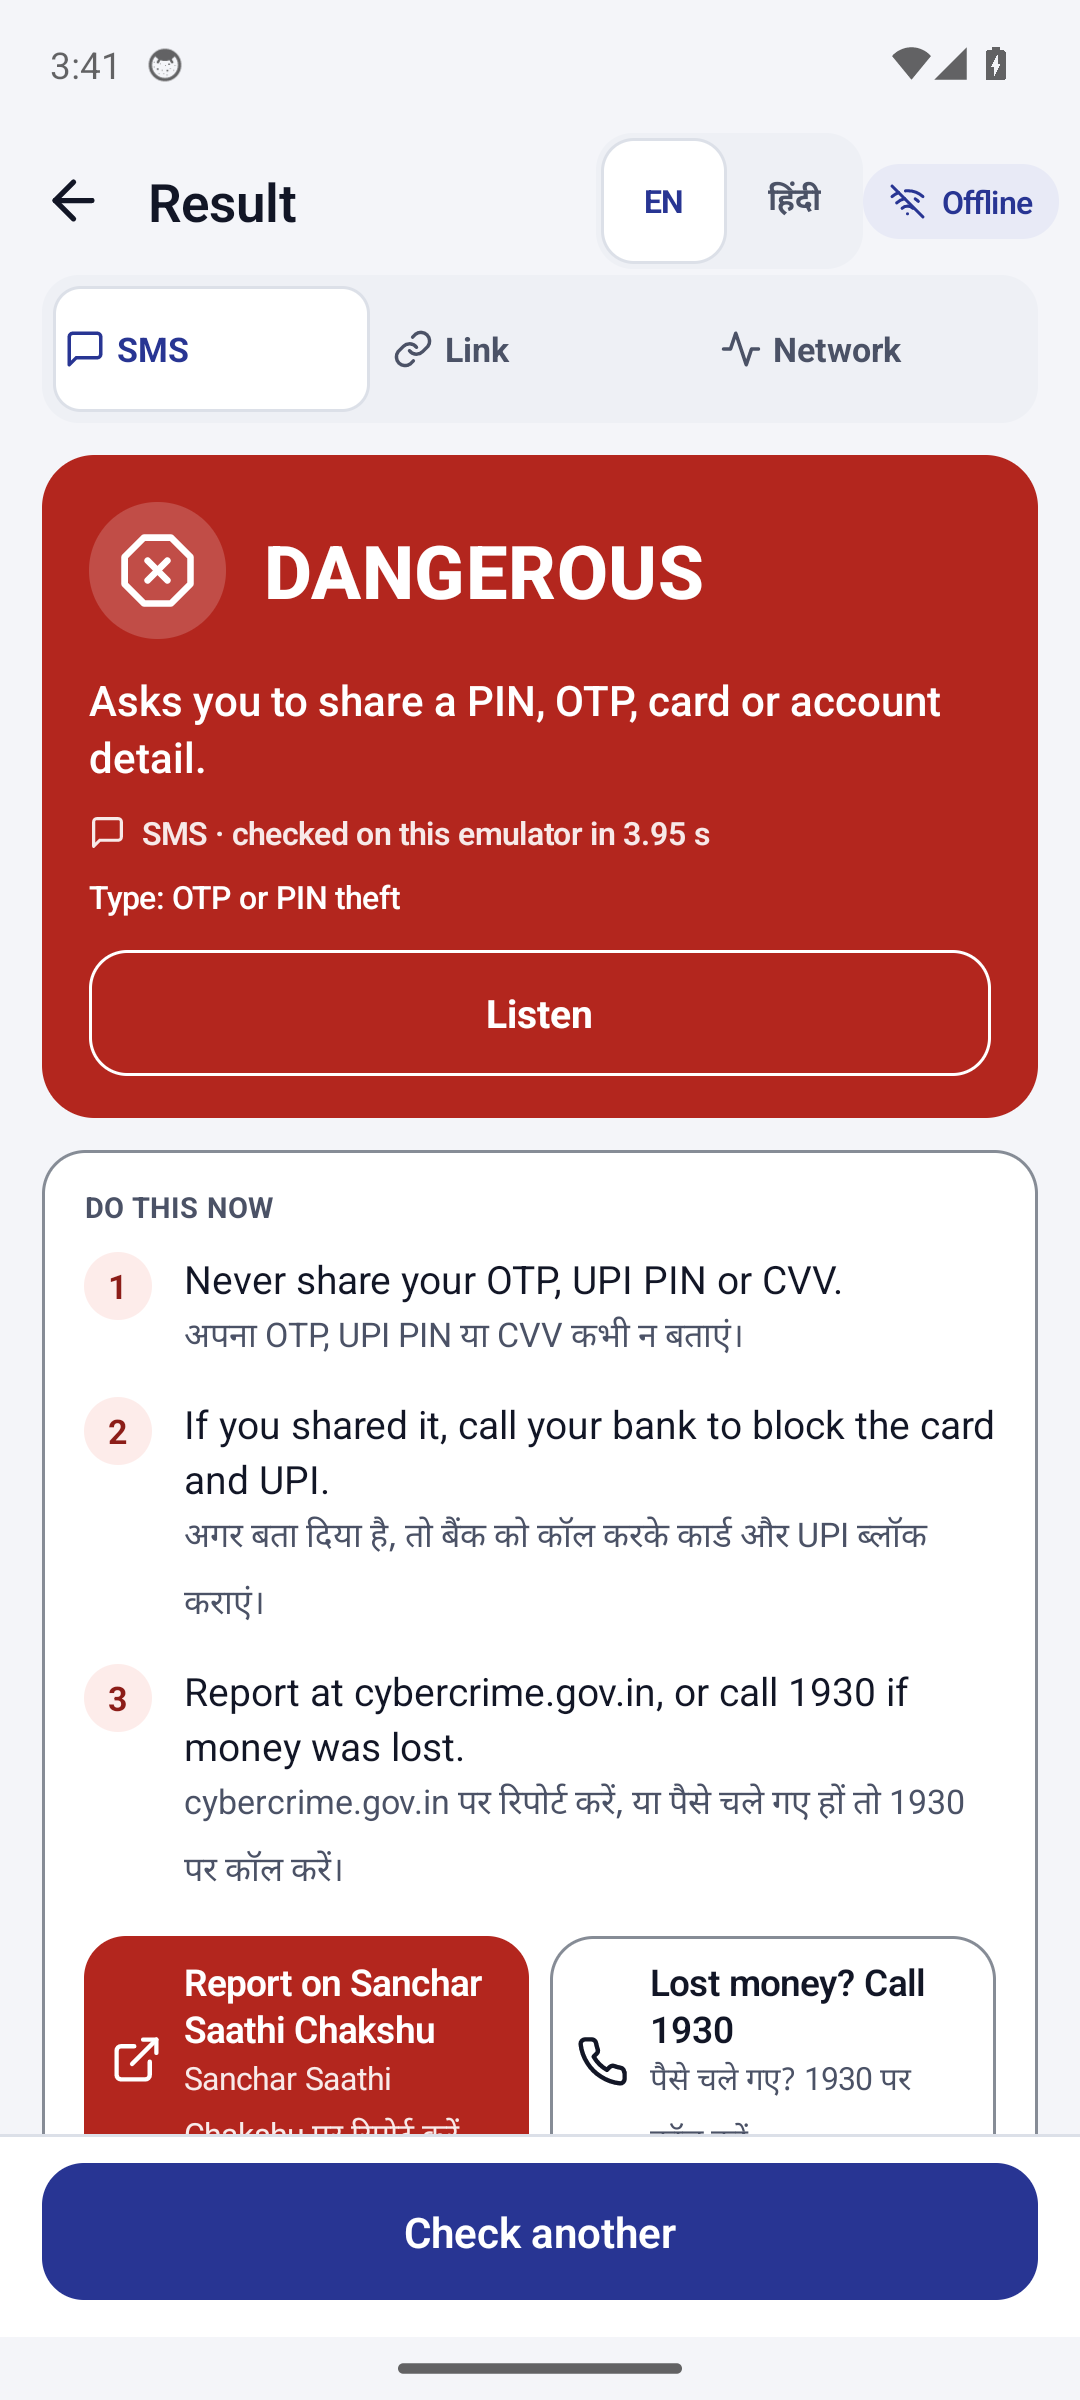 3:41
Result
EN
हिंदी
Offline
SMS
Link
Network
DANGEROUS
Asks you to share a PIN, OTP, card or account
detail.
SMS · checked on this emulator in 3.95 s
Type: OTP or PIN theft
Listen
DO THIS NOW
1
Never share your OTP, UPI PIN or CVV.
अपना OTP, UPI PIN या CVV कभी न बताएं।
2
If you shared it, call your bank to block the card
and UPI.
अगर बता दिया है, तो बैंक को कॉल करके कार्ड और UPI ब्लॉक
कराएं।
3
Report at cybercrime.gov.in, or call 1930 if
money was lost.
cybercrime.gov.in पर रिपोर्ट करें, या पैसे चले गए हों तो 1930
पर कॉल करें।
Report on Sanchar
Saathi Chakshu
Sanchar Saathi
Chakshu पर रिपोर्ट करें
Lost money? Call
1930
पैसे चले गए? 1930 पर
कॉल करें
Check another